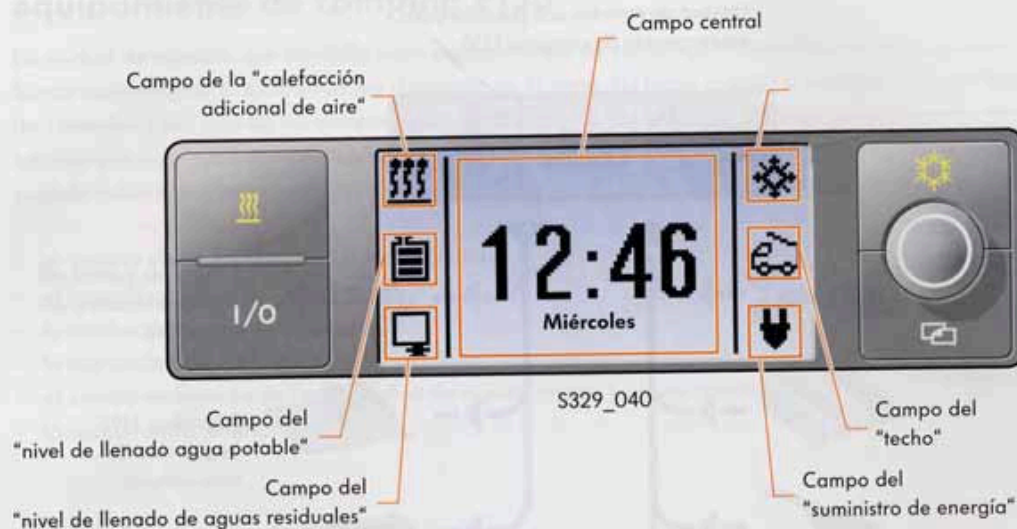 Campo central
Campo de la "calefacción
adicional de aire"
I/0
12:46
Miércoles
S329_040
Campo del
"nivel de llenado agua potable"
Campo del
"nivel de llenado de aguas residuales"
Campo del
"techo"
Campo del
"suministro de energía"